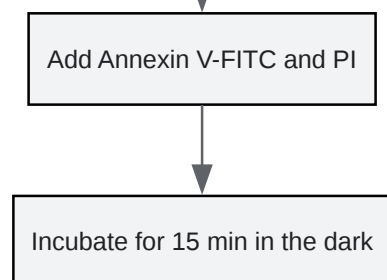 Add Annexin V-FITC and PI
Incubate for 15 min in the dark